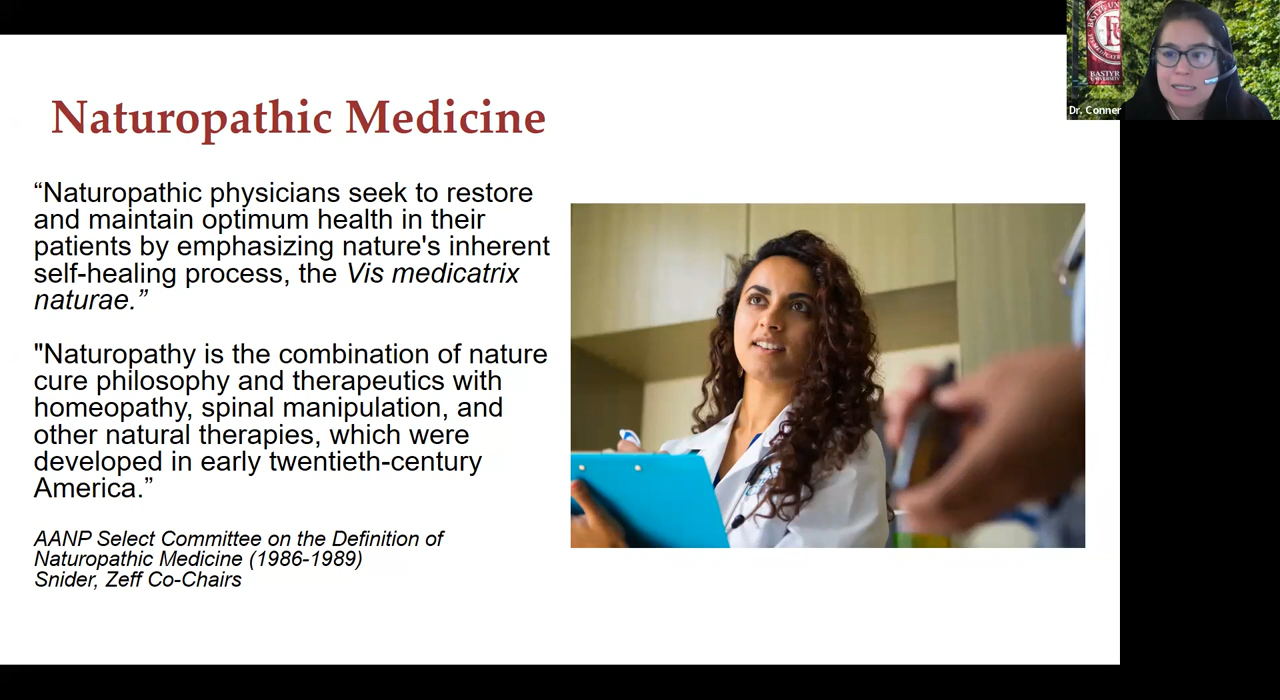 Naturopathic Medicine
“Naturopathic physicians seek to restore
and maintain optimum health in their
patients by emphasizing nature's inherent
self-healing process, the Vis medicatrix
naturae.”
"Naturopathy is the combination of nature
cure philosophy and therapeutics with
homeopathy, spinal manipulation, and
other natural therapies, which were
developed in early twentieth-century
America.”
AANP Select Committee on the Definition of
Naturopathic Medicine (1986-1989)
Snider, Zeff Co-Chairs
BASTYR
UNIVERSITY
Dr. Conner